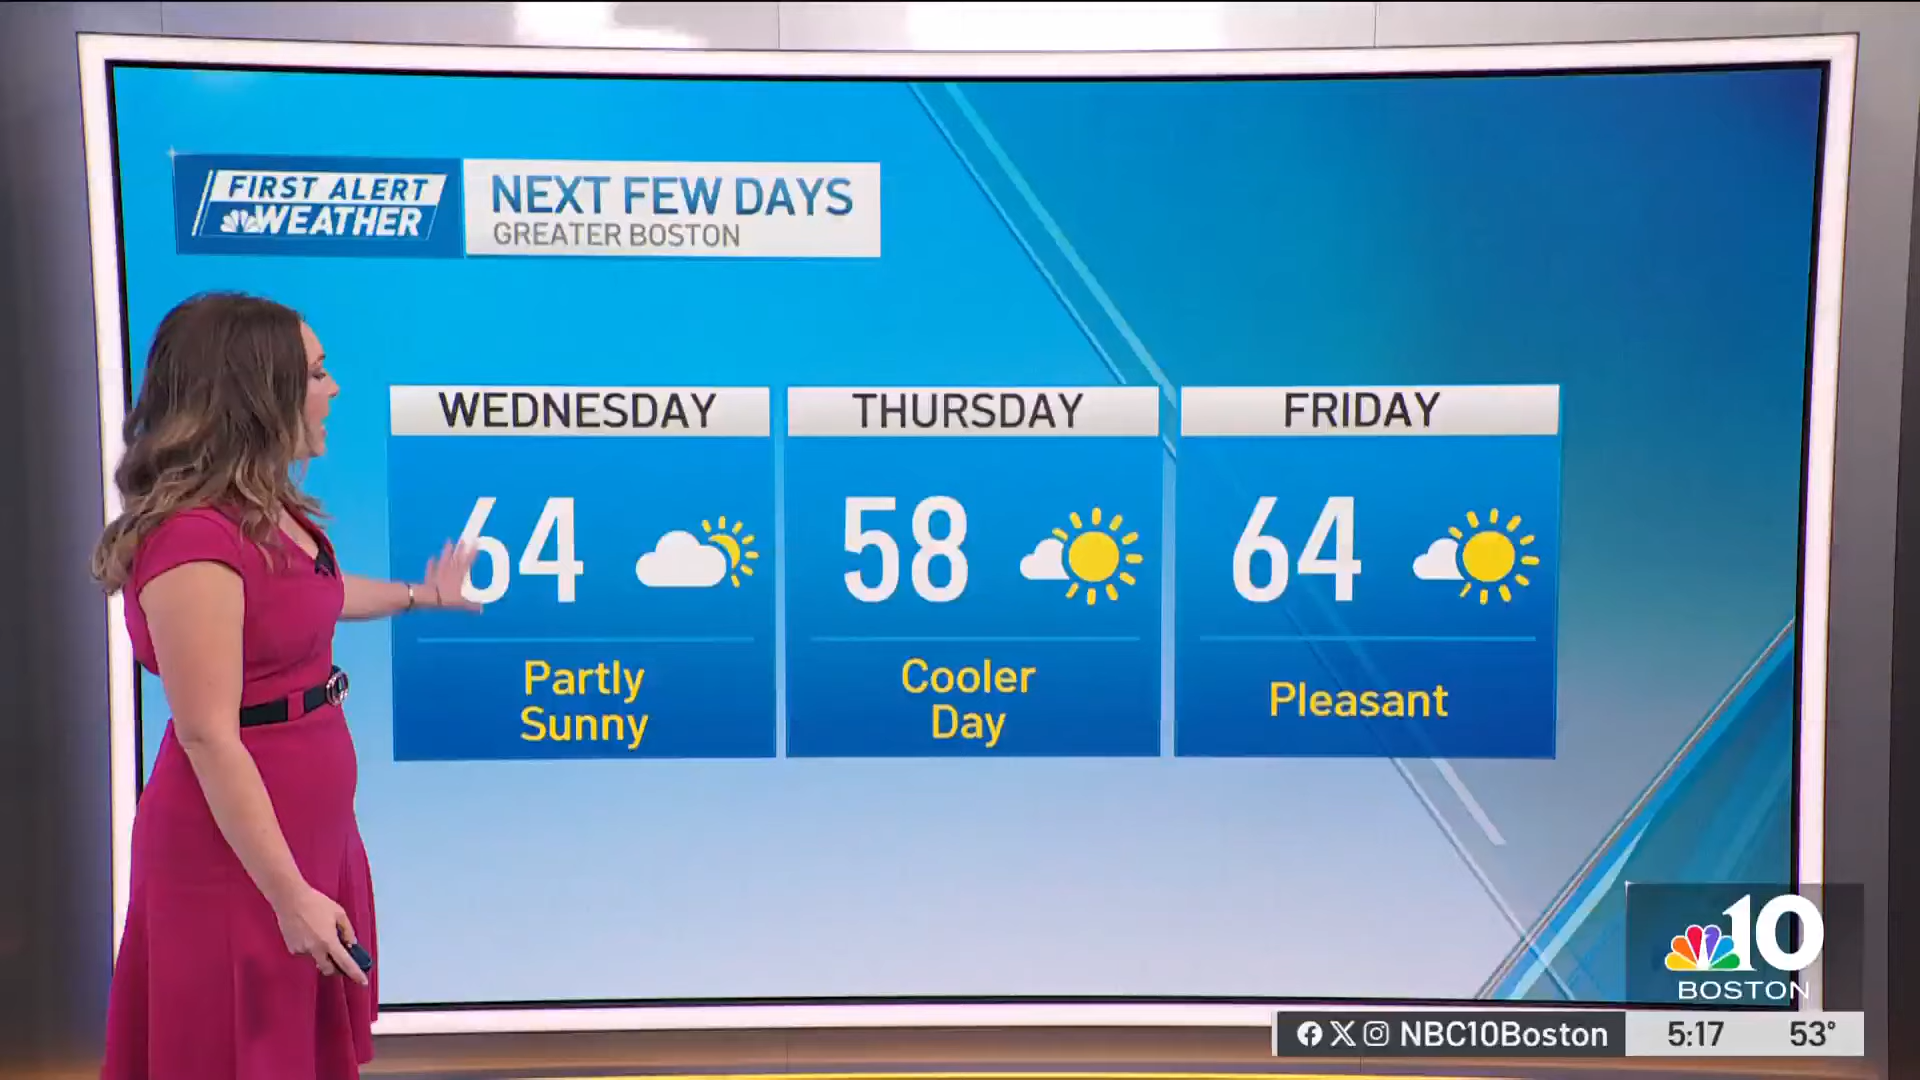 FIRST ALERT
WEATHER
NEXT FEW DAYS
GREATER BOSTON
WEDNESDAY
64
Partly
Sunny
THURSDAY
58
Cooler
Day
FRIDAY
64
Pleasant
10
BOSTON
NBC10Boston
5:17 53°